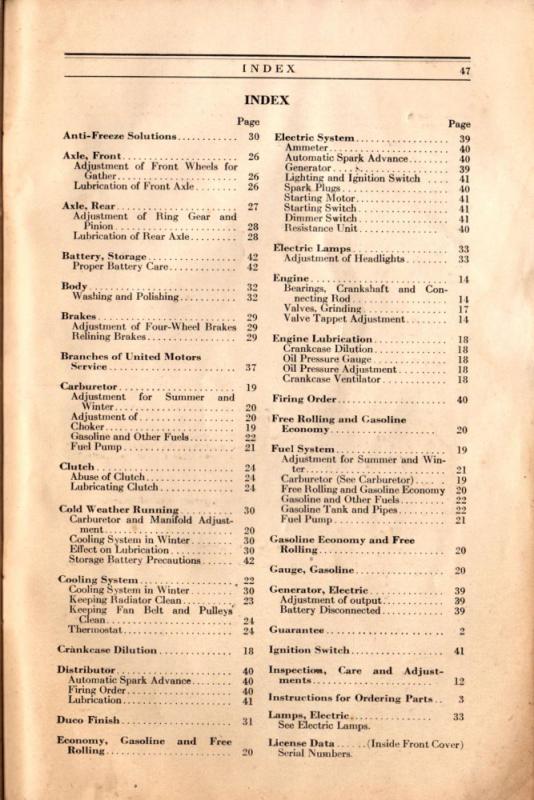 INDEX 47
INDEX
Page
Anti-Freeze Solutions........... 30
Axle, Front..................... 26
Adjustment of Front Wheels for
Gather....................... 26
Lubrication of Front Axle........ 26
Axle, Rear...................... 27
Adjustment of Ring Gear and
Pinion....................... 28
Lubrication of Rear Axle......... 28
Battery, Storage................ 42
Proper Battery Care.............. 42
Body............................ 32
Washing and Polishing............ 32
Brakes.......................... 29
Adjustment of Four-Wheel Brakes 29
Relining Brakes.................. 29
Branches of United Motors
Service....................... 37
Carburetor...................... 19
Adjustment for Summer and
Winter....................... 20
Adjustment of.................... 20
Choker........................... 19
Gasoline and Other Fuels......... 22
Fuel Pump........................ 21
Clutch.......................... 24
Abuse of Clutch.................. 24
Lubricating Clutch............... 24
Cold Weather Running............ 30
Carburetor and Manifold Adjust-
ment......................... 20
Cooling System in Winter......... 30
Effect on Lubrication............ 30
Storage Battery Precautions...... 42
Cooling System.................. 22
Cooling System in Winter......... 30
Keeping Radiator Clean........... 23
Keeping Fan Belt and Pulleys
Clean........................ 24
Thermostat....................... 24
Crankcase Dilution.............. 18
Distributor..................... 40
Automatic Spark Advance.......... 40
Firing Order..................... 40
Lubrication...................... 41
Duco Finish..................... 31
Economy, Gasoline and Free
Rolling....................... 20
Page
Electric System................. 39
Ammeter.......................... 40
Automatic Spark Advance.......... 40
Generator........................ 39
Lighting and Ignition Switch .... 41
Spark Plugs...................... 40
Starting Motor................... 41
Starting Switch.................. 41
Dimmer Switch.................... 41
Resistance Unit.................. 40
Electric Lamps.................. 33
Adjustment of Headlights......... 33
Engine.......................... 14
Bearings, Crankshaft and Con-
necting Rod.................. 14
Valves, Grinding................. 17
Valve Tappet Adjustment.......... 14
Engine Lubrication.............. 18
Crankcase Dilution............... 18
Oil Pressure Gauge............... 18
Oil Pressure Adjustment.......... 18
Crankcase Ventilator............. 18
Firing Order.................... 40
Free Rolling and Gasoline
Economy....................... 20
Fuel System..................... 19
Adjustment for Summer and Win-
ter.......................... 21
Carburetor (See Carburetor)...... 19
Free Rolling and Gasoline Economy 20
Gasoline and Other Fuels......... 22
Gasoline Tank and Pipes.......... 22
Fuel Pump........................ 21
Gasoline Economy and Free
Rolling....................... 20
Gauge, Gasoline................. 20
Generator, Electric............. 39
Adjustment of output............. 39
Battery Disconnected............. 39
Guarantee....................... 2
Ignition Switch................. 41
Inspection, Care and Adjust-
ments......................... 12
Instructions for Ordering Parts.. 3
Lamps, Electric................. 33
See Electric Lamps.
License Data......(Inside Front Cover)
Serial Numbers.